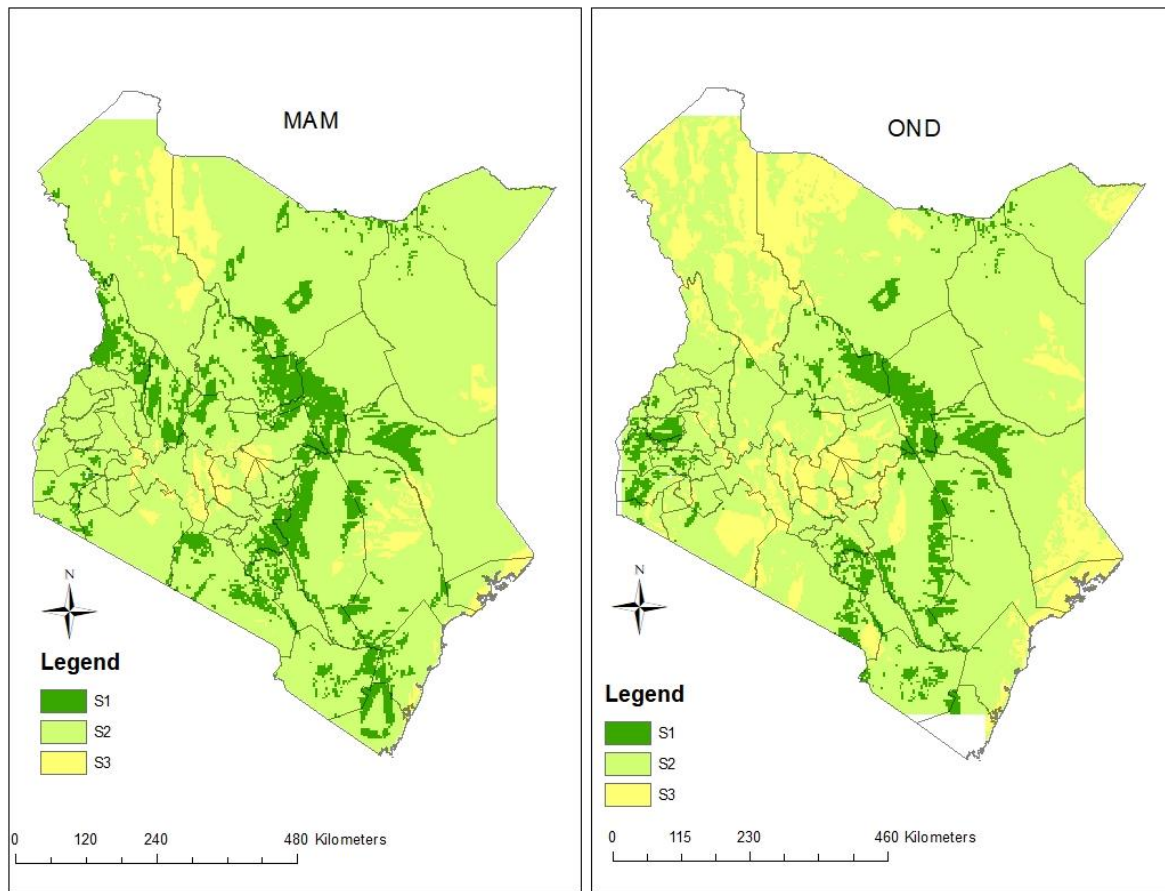 MAM
N
Legend
S1
S2
S3
0 120 240 480 Kilometers
OND
N
Legend
S1
S2
S3
0 115 230 460 Kilometers